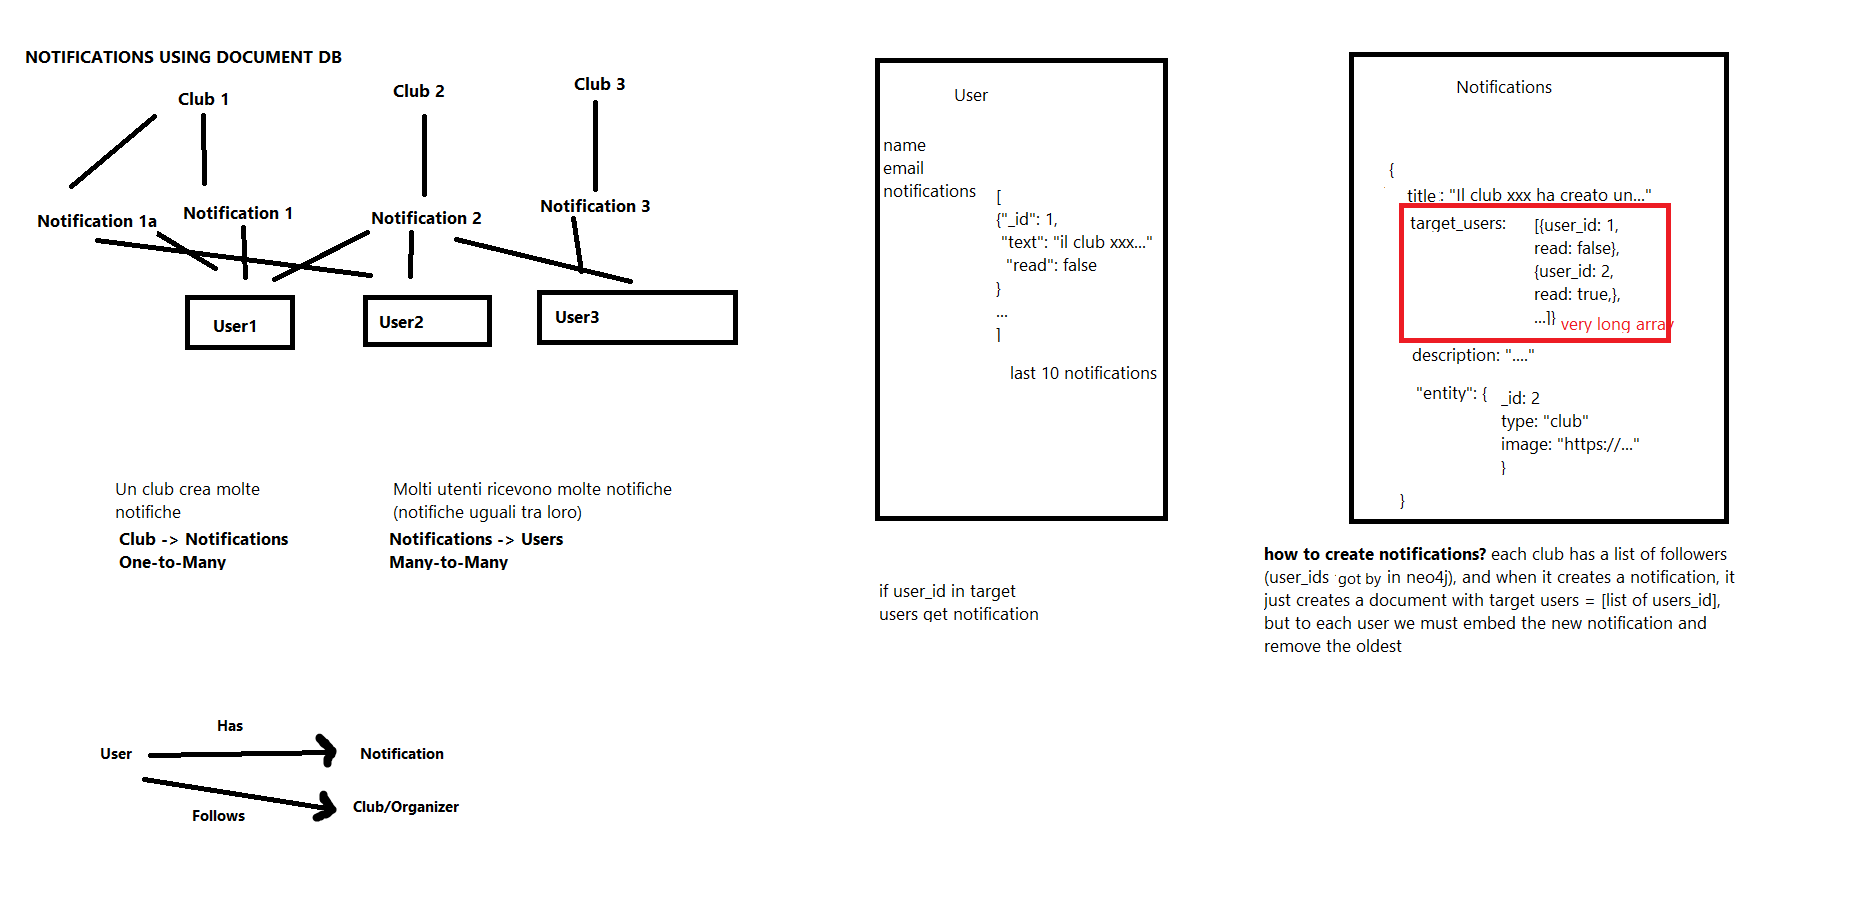 NOTIFICATIONS USING DOCUMENT DB
Club 1
Club 2
Club 3
Notification 1a
Notification 1
Notification 2
Notification 3
User1
User2
User3
Un club crea molte
notifiche
Club -> Notifications
One-to-Many
Molti utenti ricevono molte notifiche
(notifiche uguali tra loro)
Notifications -> Users
Many-to-Many
User
Has
Notification
Follows
Club/Organizer
User
name
email
notifications
[
{"_id": 1,
"text": "il club xxx..."
"read": false
}
...
]
last 10 notifications
if user_id in target
users get notification
Notifications
{
title : "Il club xxx ha creato un..."
target_users:
[{user_id: 1,
read: false},
{user_id: 2,
read: true,},
...]}
very long array
description: "...."
"entity": {
_id: 2
type: "club"
image: "https://..."
}
}
how to create notifications? each club has a list of followers
(user_ids got by in neo4j), and when it creates a notification, it
just creates a document with target users = [list of users_id],
but to each user we must embed the new notification and
remove the oldest